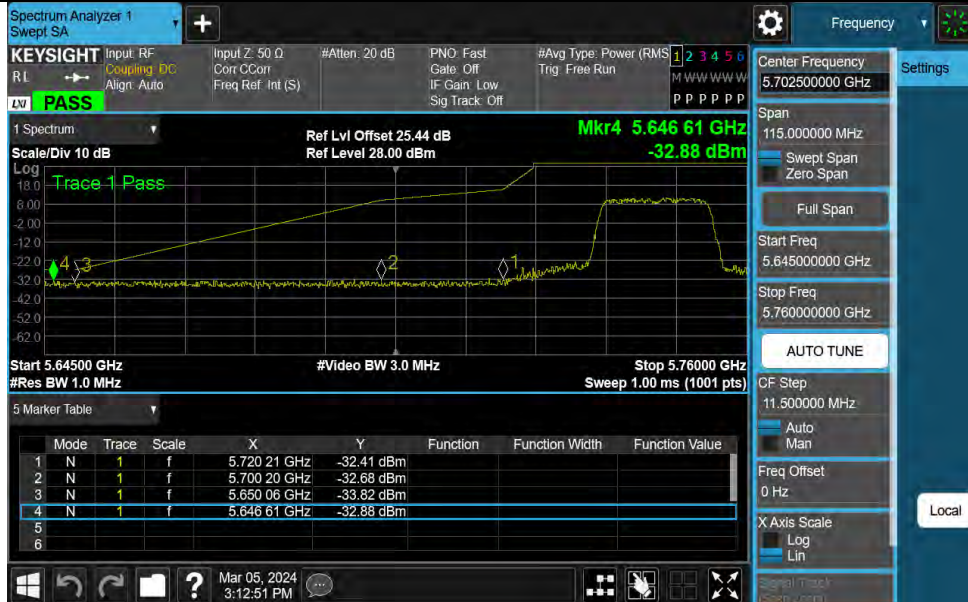 Spectrum Analyzer 1
Swept SA
Frequency
KEYSIGHT
RL
LXI
PASS
Input: RF
Coupling: DC
Align: Auto
Input Z: 50 Ω
Corr CCorr
Freq Ref: Int (S)
#Atten: 20 dB
PNO: Fast
Gate: Off
IF Gain: Low
Sig Track: Off
#Avg Type: Power (RMS
Trig: Free Run
1 2 3 4 5 6
M W W W W W
P P P P P P
1 Spectrum
Scale/Div 10 dB
Ref Lvl Offset 25.44 dB
Ref Level 28.00 dBm
Mkr4 5.646 61 GHz
-32.88 dBm
Log
Trace 1 Pass
18.0
8.00
-2.00
-12.0
-22.0
-32.0
-42.0
-52.0
-62.0
4 3 2 1
Start 5.64500 GHz
#Video BW 3.0 MHz
Stop 5.76000 GHz
#Res BW 1.0 MHz
Sweep 1.00 ms (1001 pts)
5 Marker Table
Mode Trace Scale X Y Function Function Width Function Value
1 N 1 f 5.720 21 GHz -32.41 dBm
2 N 1 f 5.700 20 GHz -32.68 dBm
3 N 1 f 5.650 06 GHz -33.82 dBm
4 N 1 f 5.646 61 GHz -32.88 dBm
5
6
Mar 05, 2024
3:12:51 PM
?
Center Frequency
5.702500000 GHz
Settings
Span
115.000000 MHz
Swept Span
Zero Span
Full Span
Start Freq
5.645000000 GHz
Stop Freq
5.760000000 GHz
AUTO TUNE
CF Step
11.500000 MHz
Auto
Man
Freq Offset
0 Hz
Local
X Axis Scale
Log
Lin
Signal Track